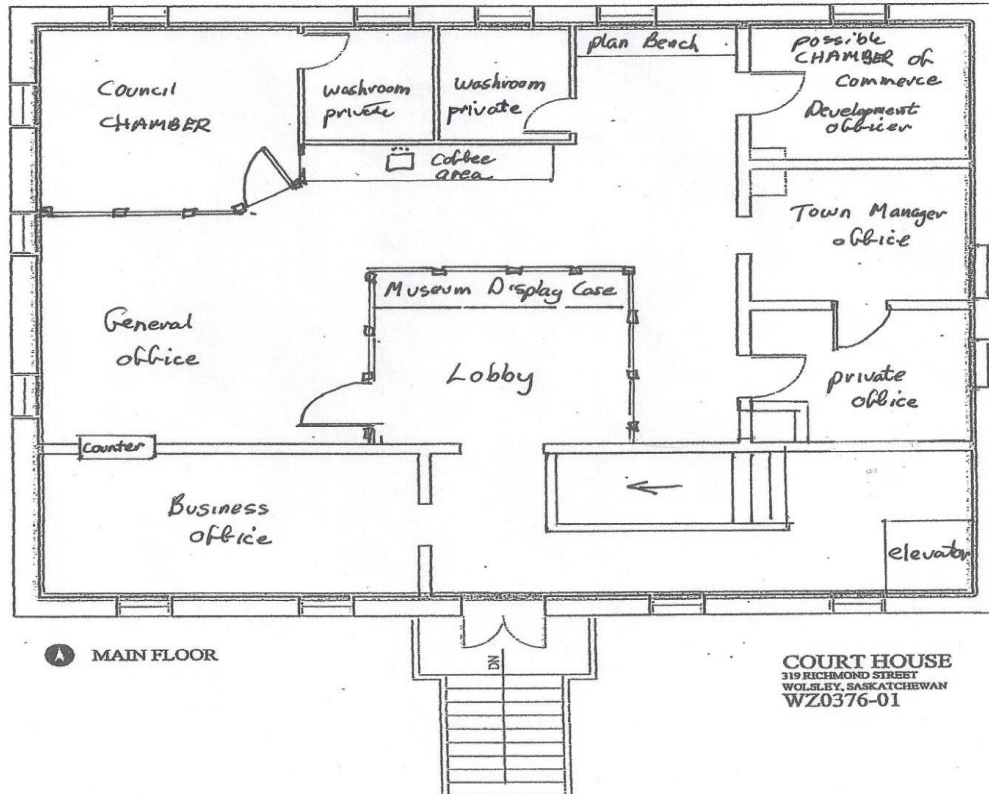 Council
CHAMBER
washroom
private
washroom
private
plan Bench
possible
CHAMBER of
Commerce
Development
officer
Coffee
area
Town Manager
office
Museum Display Case
General
office
Lobby
private
office
counter
Business
office
elevator
DN
MAIN FLOOR
COURT HOUSE
319 RICHMOND STREET
WOLSLEY, SASKATCHEWAN
WZ0376-01